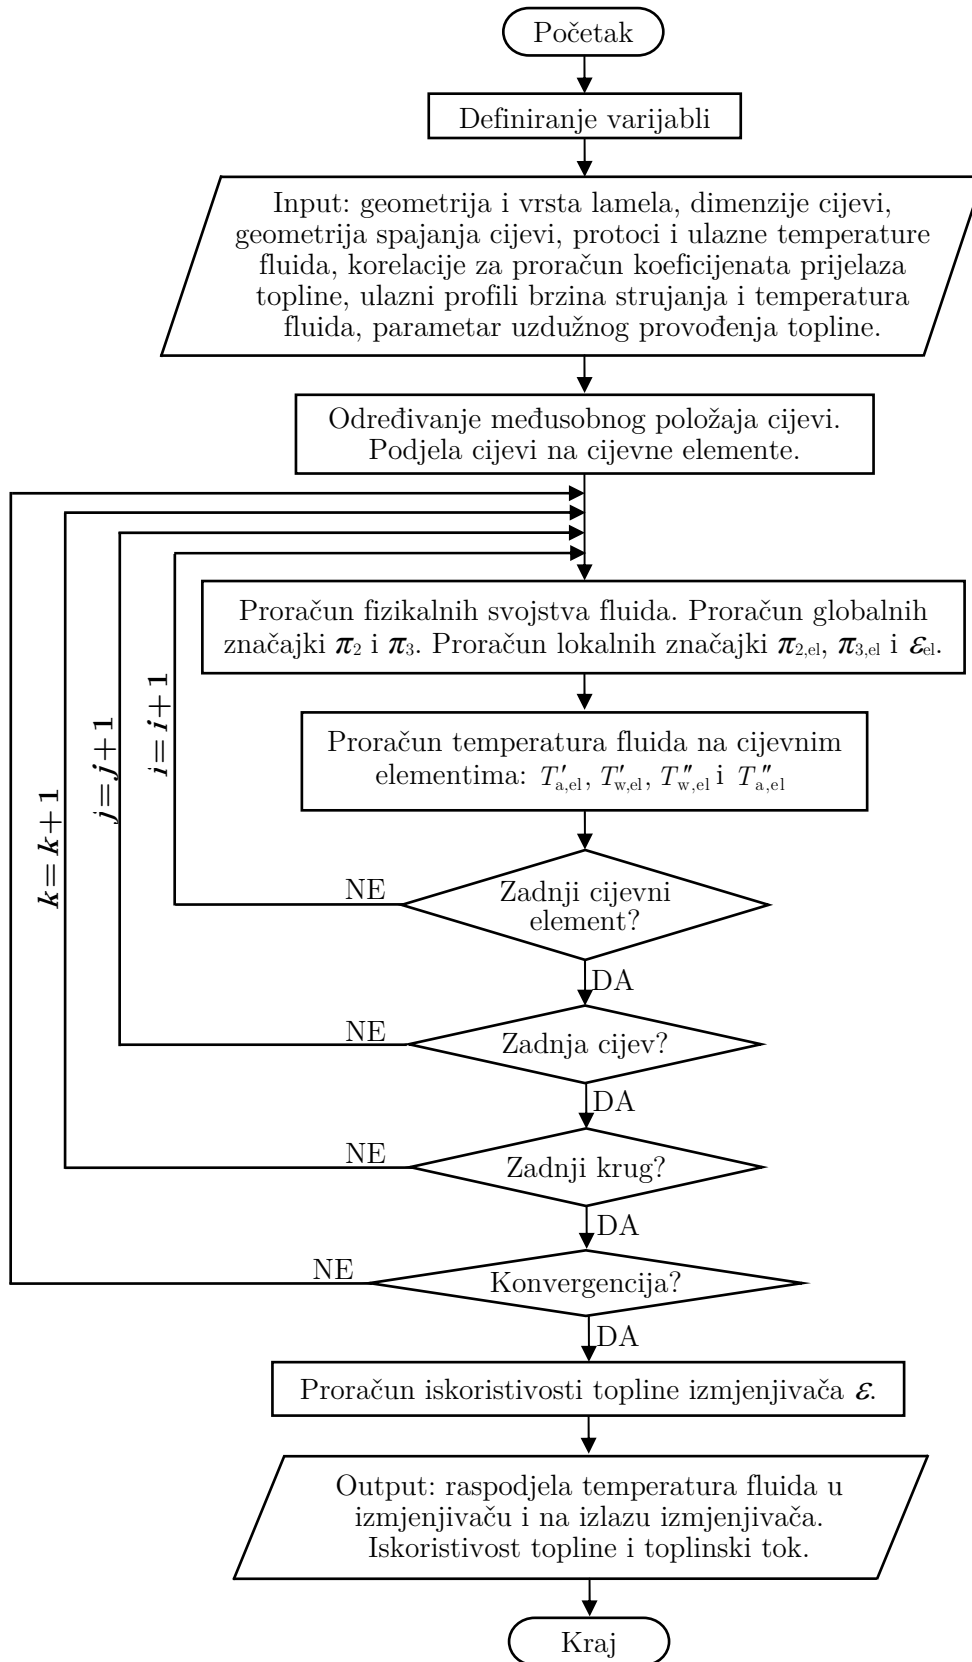 Početak
Definiranje varijabli
Input: geometrija i vrsta lamela, dimenzije cijevi,
geometrija spajanja cijevi, protoci i ulazne temperature
fluida, korelacije za proračun koeficijenata prijelaza
topline, ulazni profili brzina strujanja i temperatura
fluida, parametar uzdužnog provođenja topline.
Određivanje međusobnog položaja cijevi.
Podjela cijevi na cijevne elemente.
Proračun fizikalnih svojstva fluida. Proračun globalnih
značajki π₂ i π₃. Proračun lokalnih značajki π₂,el, π₃,el i εel.
Proračun temperatura fluida na cijevnim
elementima: T′a,el, T′w,el, T″w,el i T″a,el
i=i+1
j=j+1
k=k+1
Zadnji cijevni
element?
NE
DA
Zadnja cijev?
NE
DA
Zadnji krug?
NE
DA
Konvergencija?
NE
DA
Proračun iskoristivosti topline izmjenjivača ε.
Output: raspodjela temperatura fluida u
izmjenjivaču i na izlazu izmjenjivača.
Iskoristivost topline i toplinski tok.
Kraj